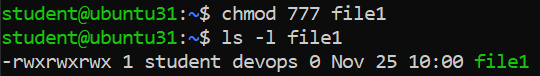 student@ubuntu31:~$ chmod 777 file1
student@ubuntu31:~$ ls -l file1
-rwxrwxrwx 1 student devops 0 Nov 25 10:00 file1